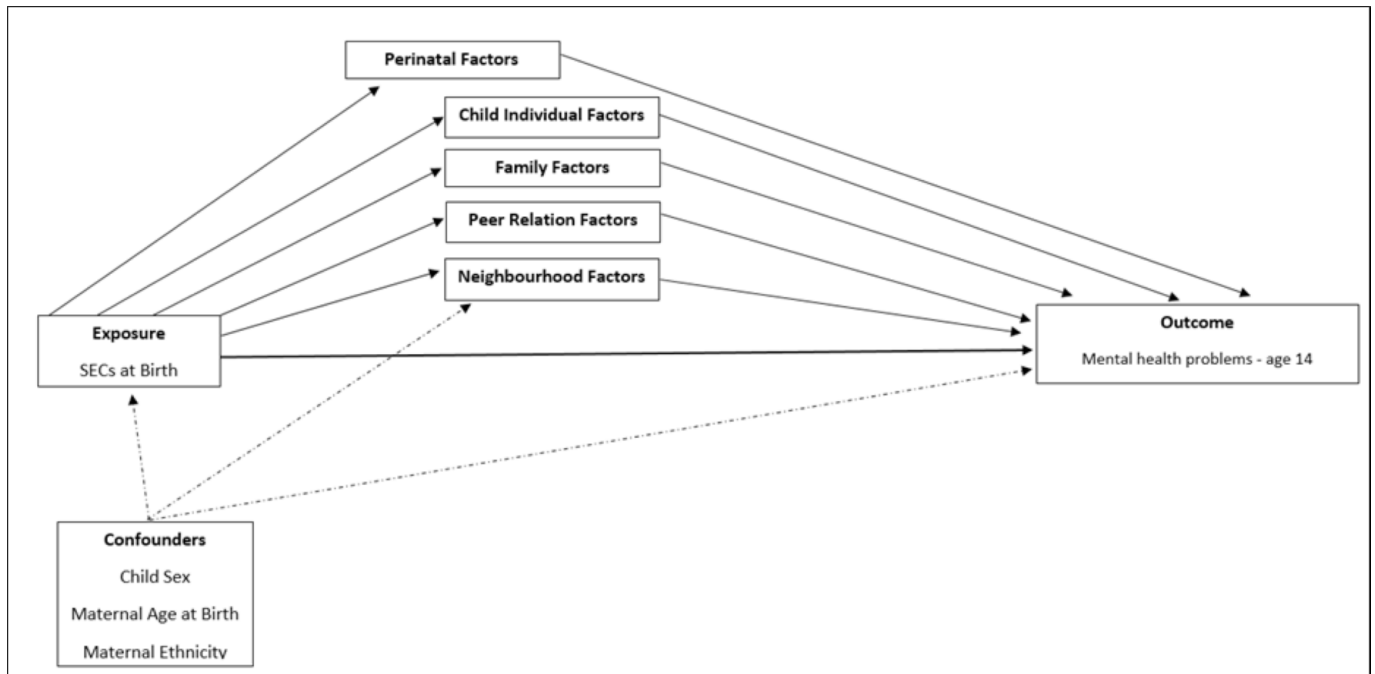 Perinatal Factors
Child Individual Factors
Family Factors
Peer Relation Factors
Neighbourhood Factors
Exposure
SECs at Birth
Outcome
Mental health problems - age 14
Confounders
Child Sex
Maternal Age at Birth
Maternal Ethnicity